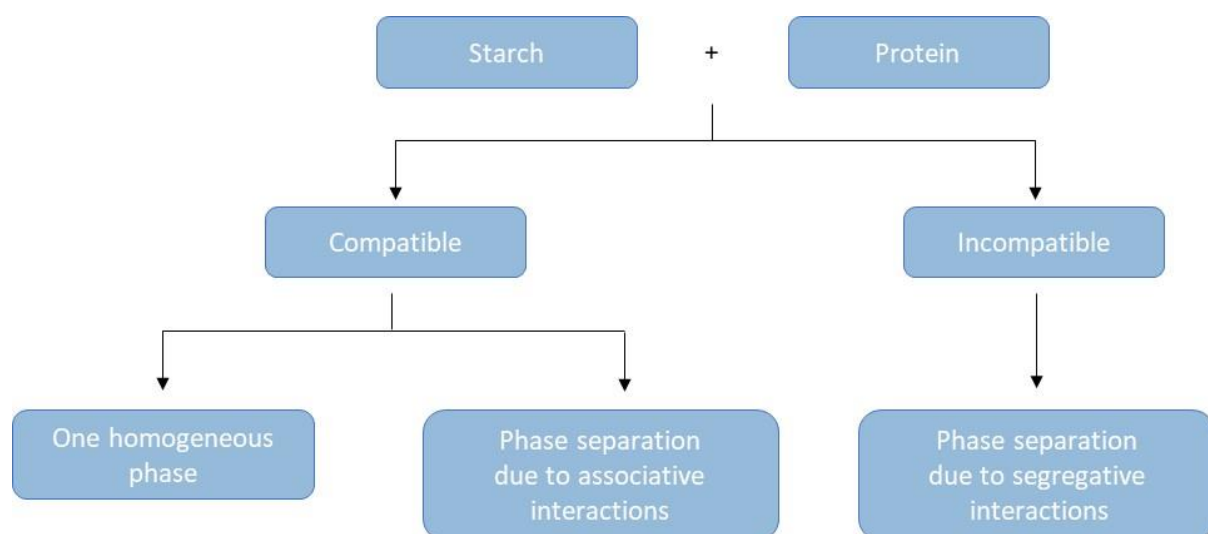 Starch
+
Protein
Compatible
Incompatible
One homogeneous
phase
Phase separation
due to associative
interactions
Phase separation
due to segregative
interactions